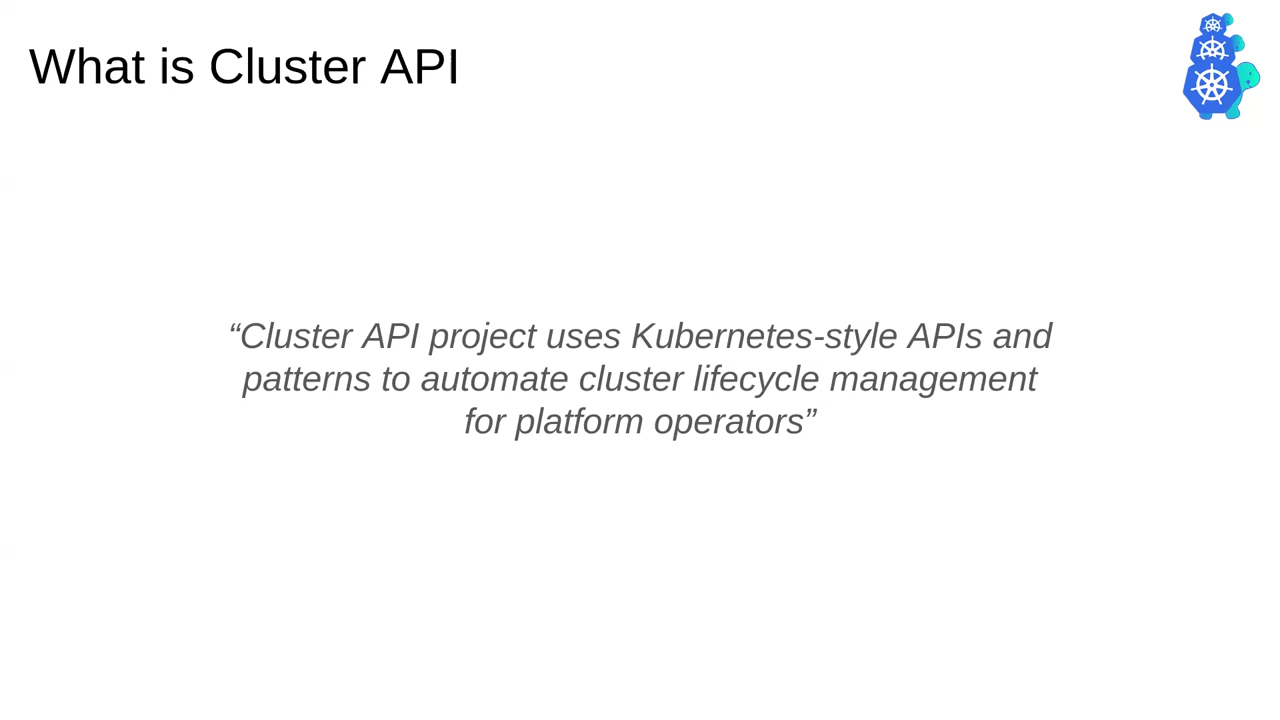 What is Cluster API
“Cluster API project uses Kubernetes-style APIs and
patterns to automate cluster lifecycle management
for platform operators”